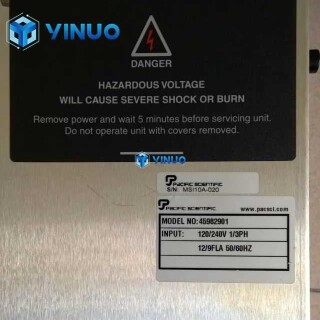 YINUO
DANGER
HAZARDOUS VOLTAGE
WILL CAUSE SEVERE SHOCK OR BURN
Remove power and wait 5 minutes before servicing unit.
Do not operate unit with covers removed.
YINUO
PACIFIC SCIENTIFIC
S/N: MSI10A-020
PACIFIC SCIENTIFIC www.pacsci.com
MODEL NO: 45982901
INPUT: 120/240V 1/3PH
12/9FLA 50/60HZ